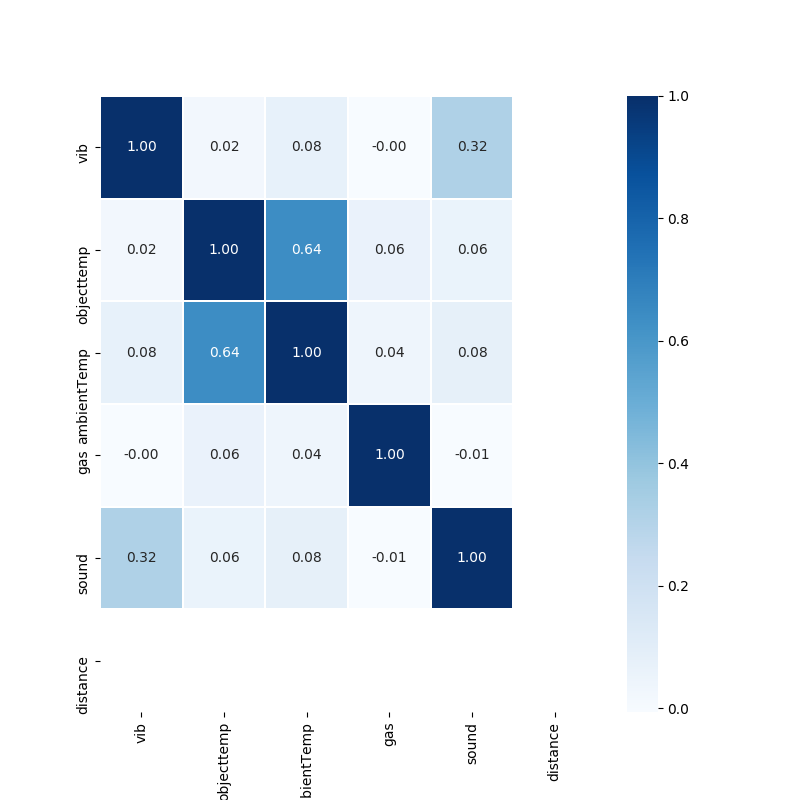 vib 1.00 0.02 0.08 -0.00 0.32
objecttemp 0.02 1.00 0.64 0.06 0.06
ambientTemp 0.08 0.64 1.00 0.04 0.08
gas -0.00 0.06 0.04 1.00 -0.01
sound 0.32 0.06 0.08 -0.01 1.00
distance
vib objecttemp bientTemp gas sound distance
1.0
0.8
0.6
0.4
0.2
0.0